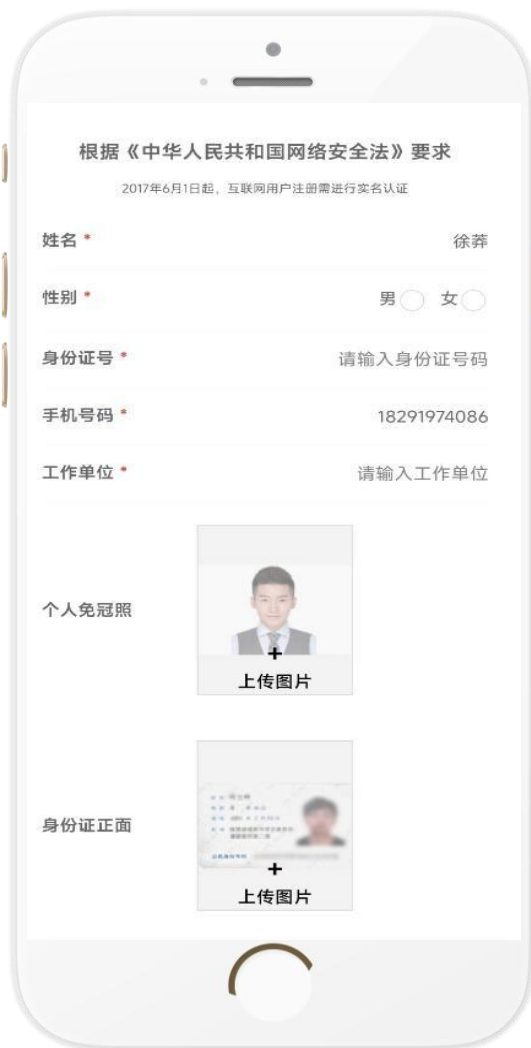 根据《中华人民共和国网络安全法》要求
2017年6月1日起，互联网用户注册需进行实名认证
姓名 * 徐莽
性别 * 男 女
身份证号 * 请输入身份证号码
手机号码 * 18291974086
工作单位 * 请输入工作单位
个人免冠照
+
上传图片
身份证正面
+
上传图片